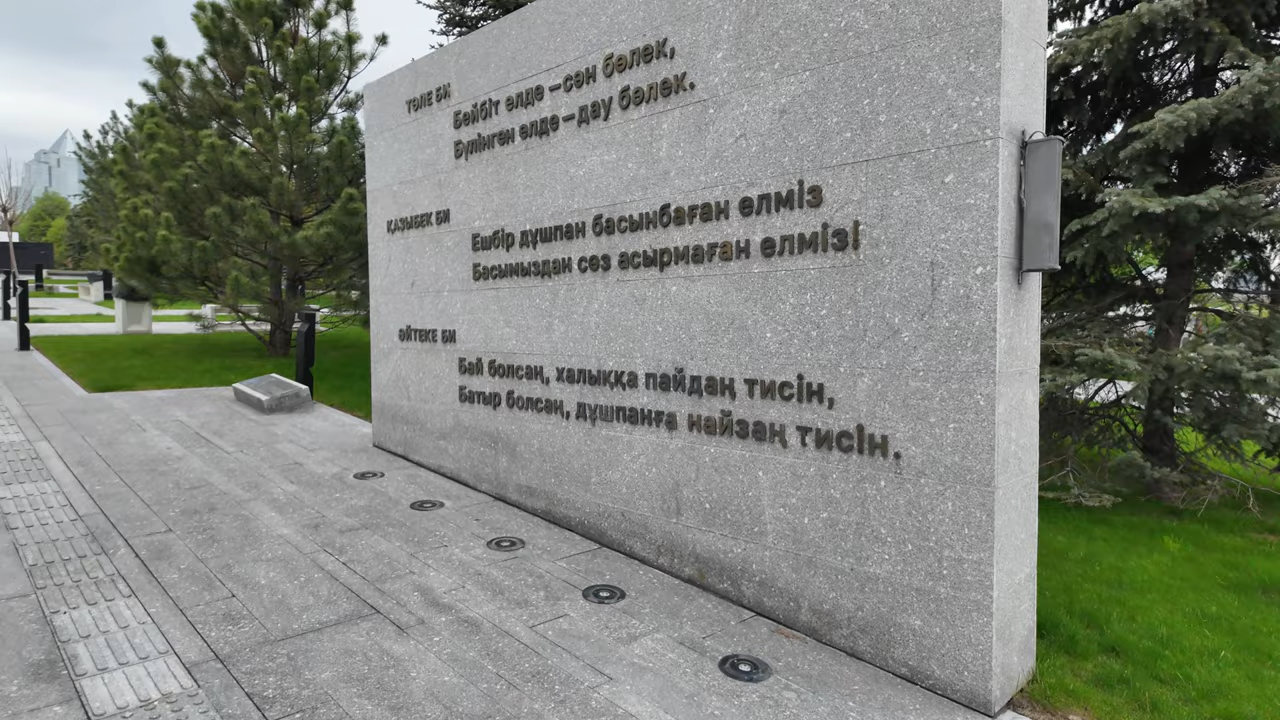 ТӨЛЕ БИ
Бейбіт елде – сән бөлек,
Бүлінген елде – дау бөлек.
ҚАЗЫБЕК БИ
Ешбір дұшпан басынбаған елміз
Басымыздан сөз асырмаған елміз!
ӘЙТЕКЕ БИ
Бай болсаң, халыққа пайдаң тисін,
Батыр болсаң, дұшпанға найзаң тисін.